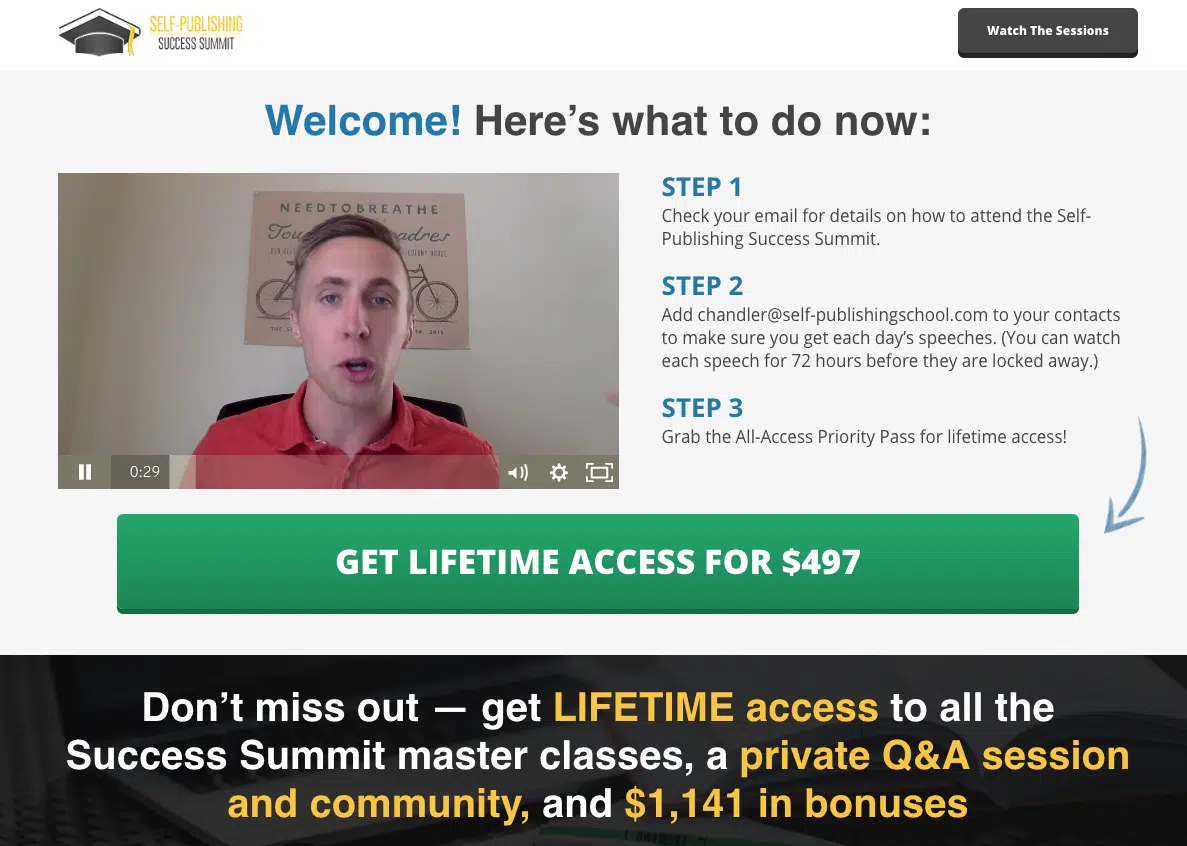 SELF-PUBLISHING
SUCCESS SUMMIT
Watch The Sessions
Welcome! Here’s what to do now:
NEEDTOBREATHE
STEP 1
Check your email for details on how to attend the Self-
Publishing Success Summit.
STEP 2
Add chandler@self-publishingschool.com to your contacts
to make sure you get each day’s speeches. (You can watch
each speech for 72 hours before they are locked away.)
STEP 3
Grab the All-Access Priority Pass for lifetime access!
0:29
GET LIFETIME ACCESS FOR $497
Don’t miss out — get LIFETIME access to all the
Success Summit master classes, a private Q&A session
and community, and $1,141 in bonuses